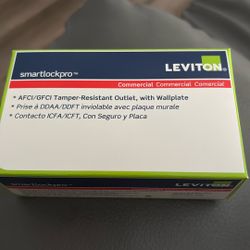 LEVITON
smartlockpro™
Commercial Commercial Comercial
• AFCI/GFCI Tamper-Resistant Outlet, with Wallplate
• Prise à DDAA/DDFT inviolable avec plaque murale
• Contacto ICFA/ICFT, Con Seguro y Placa